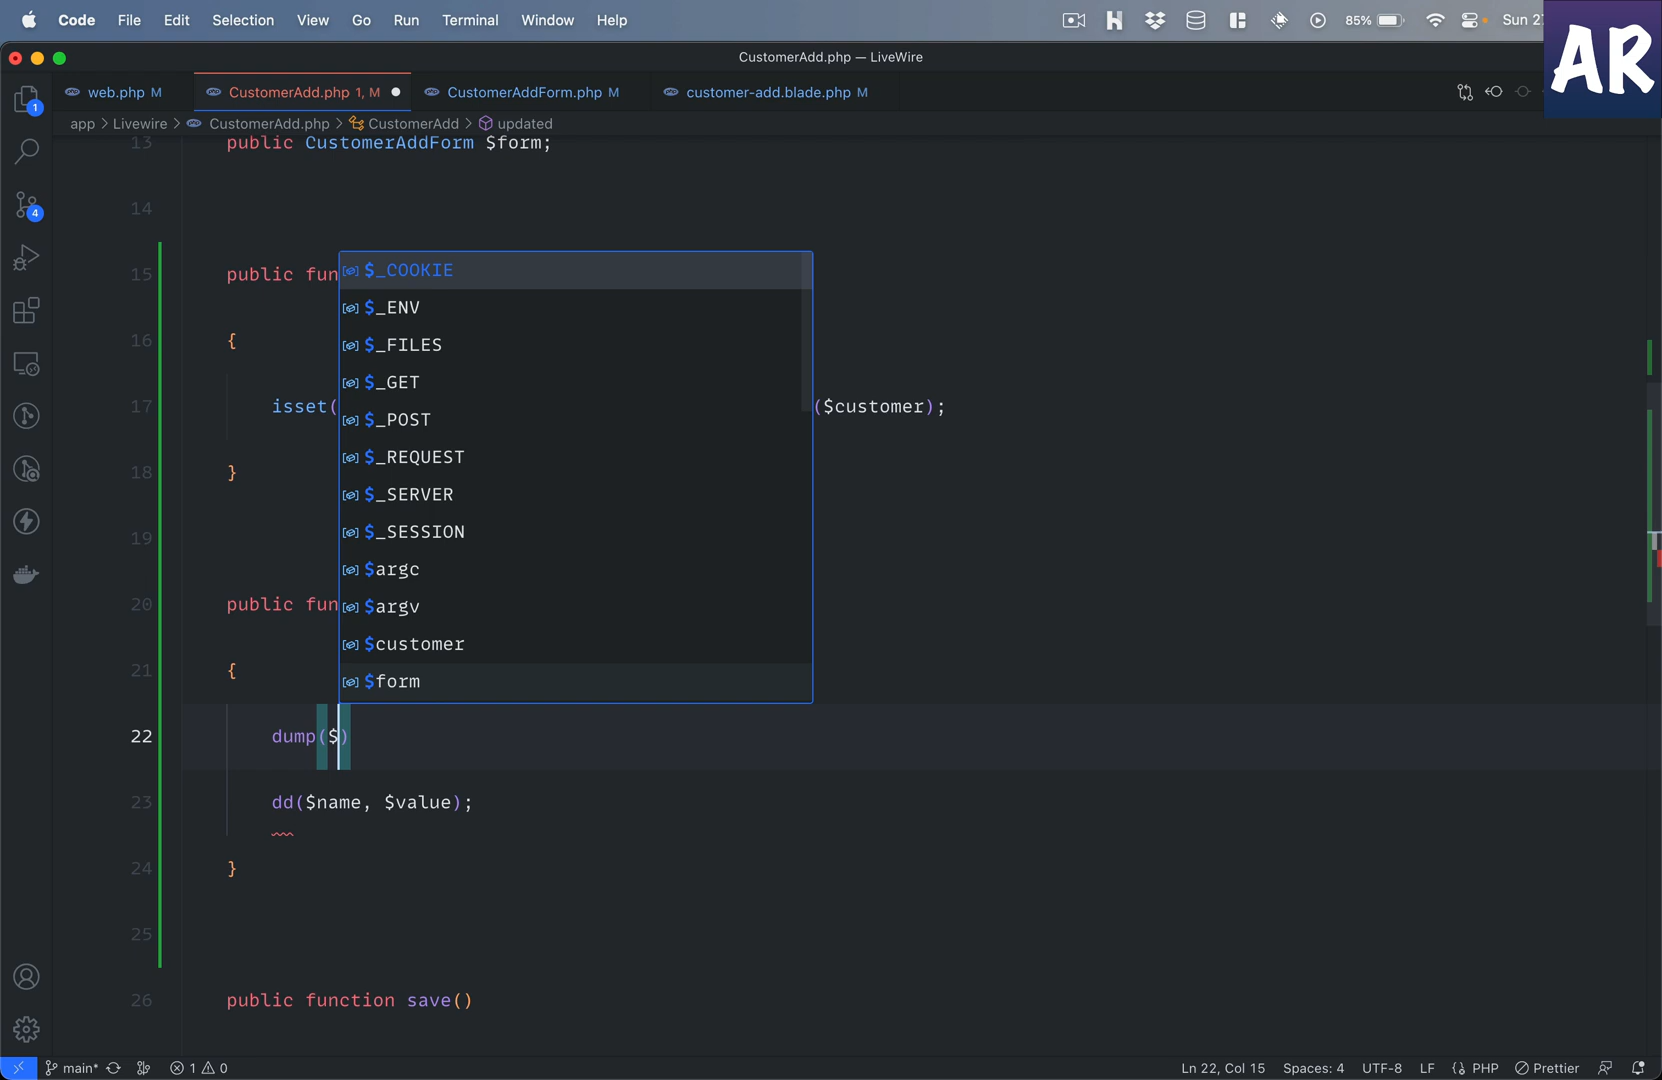 Code File Edit Selection View Go Run Terminal Window Help 85% Sun 27
AR
CustomerAdd.php — LiveWire
web.php M CustomerAdd.php 1, M CustomerAddForm.php M customer-add.blade.php M
app > Livewire > CustomerAdd.php > CustomerAdd > updated
13 public CustomerAddForm $form;
14
15 public fun
$_COOKIE
$_ENV
16 {
$_FILES
$_GET
17 isset( ($customer);
$_POST
$_REQUEST
18 }
$_SERVER
$_SESSION
19
$argc
20 public fun
$argv
$customer
21 {
$form
22 dump($)
23 dd($name, $value);
24 }
25
26 public function save()
1
4
main* 1 0 Ln 22, Col 15 Spaces: 4 UTF-8 LF PHP Prettier